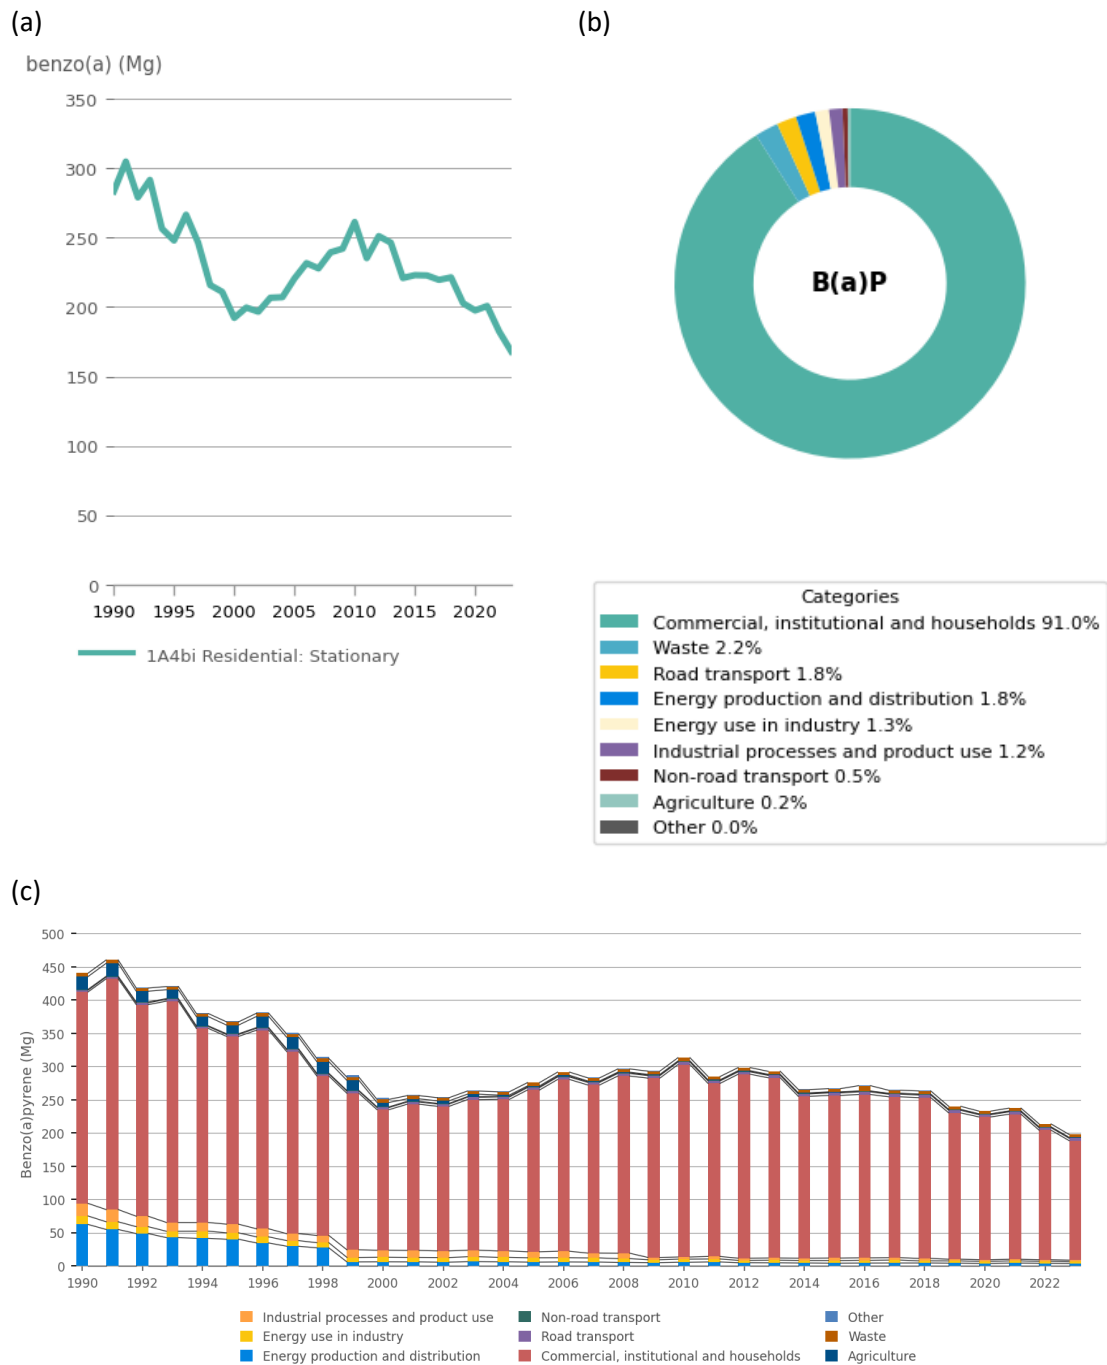 (a)
(b)
benzo(a) (Mg)
350
300
250
200
150
100
50
0
1990 1995 2000 2005 2010 2015 2020
1A4bi Residential: Stationary
B(a)P
Categories
Commercial, institutional and households 91.0%
Waste 2.2%
Road transport 1.8%
Energy production and distribution 1.8%
Energy use in industry 1.3%
Industrial processes and product use 1.2%
Non-road transport 0.5%
Agriculture 0.2%
Other 0.0%
(c)
Benzo(a)pyrene (Mg)
500
450
400
350
300
250
200
150
100
50
0
1990 1992 1994 1996 1998 2000 2002 2004 2006 2008 2010 2012 2014 2016 2018 2020 2022
Industrial processes and product use Non-road transport Other
Energy use in industry Road transport Waste
Energy production and distribution Commercial, institutional and households Agriculture